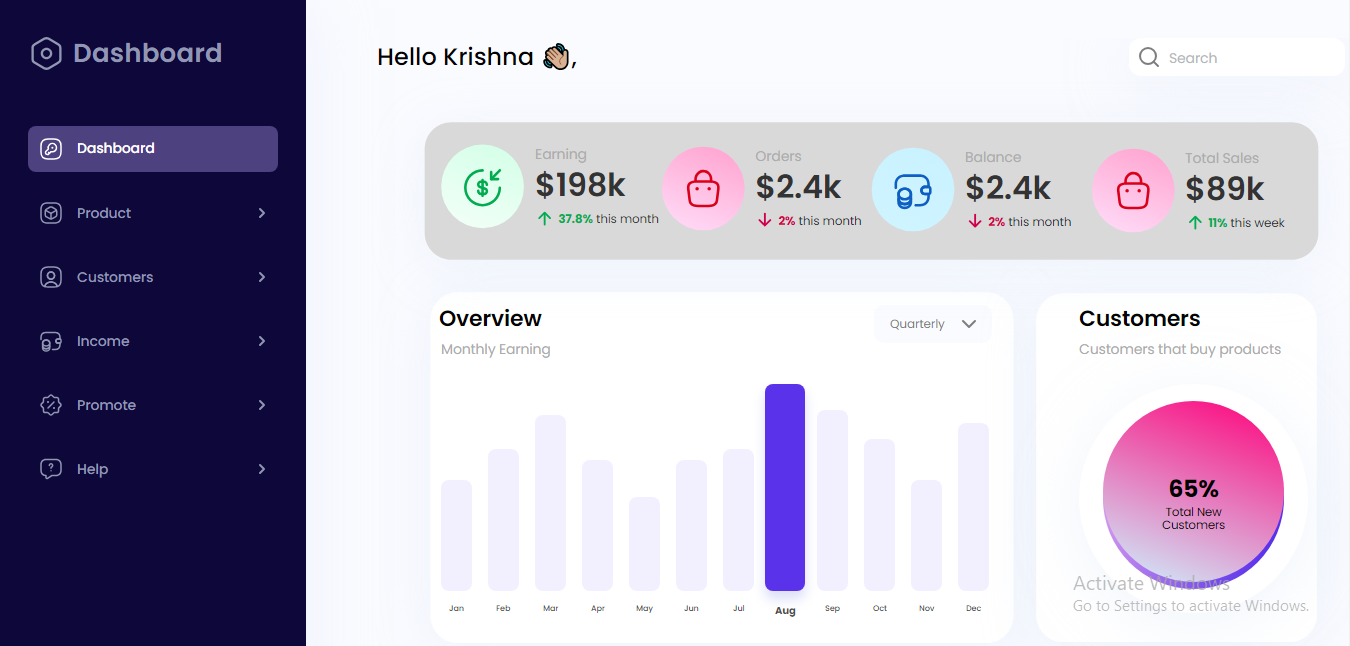 Dashboard
Dashboard
Product
Customers
Income
Promote
Help
Hello Krishna 👋🏽,
Search
Earning
$198k
37.8% this month
Orders
$2.4k
2% this month
Balance
$2.4k
2% this month
Total Sales
$89k
11% this week
Overview
Quarterly
Monthly Earning
Jan Feb Mar Apr May Jun Jul Aug Sep Oct Nov Dec
Customers
Customers that buy products
65%
Total New
Customers
Activate Windows
Go to Settings to activate Windows.